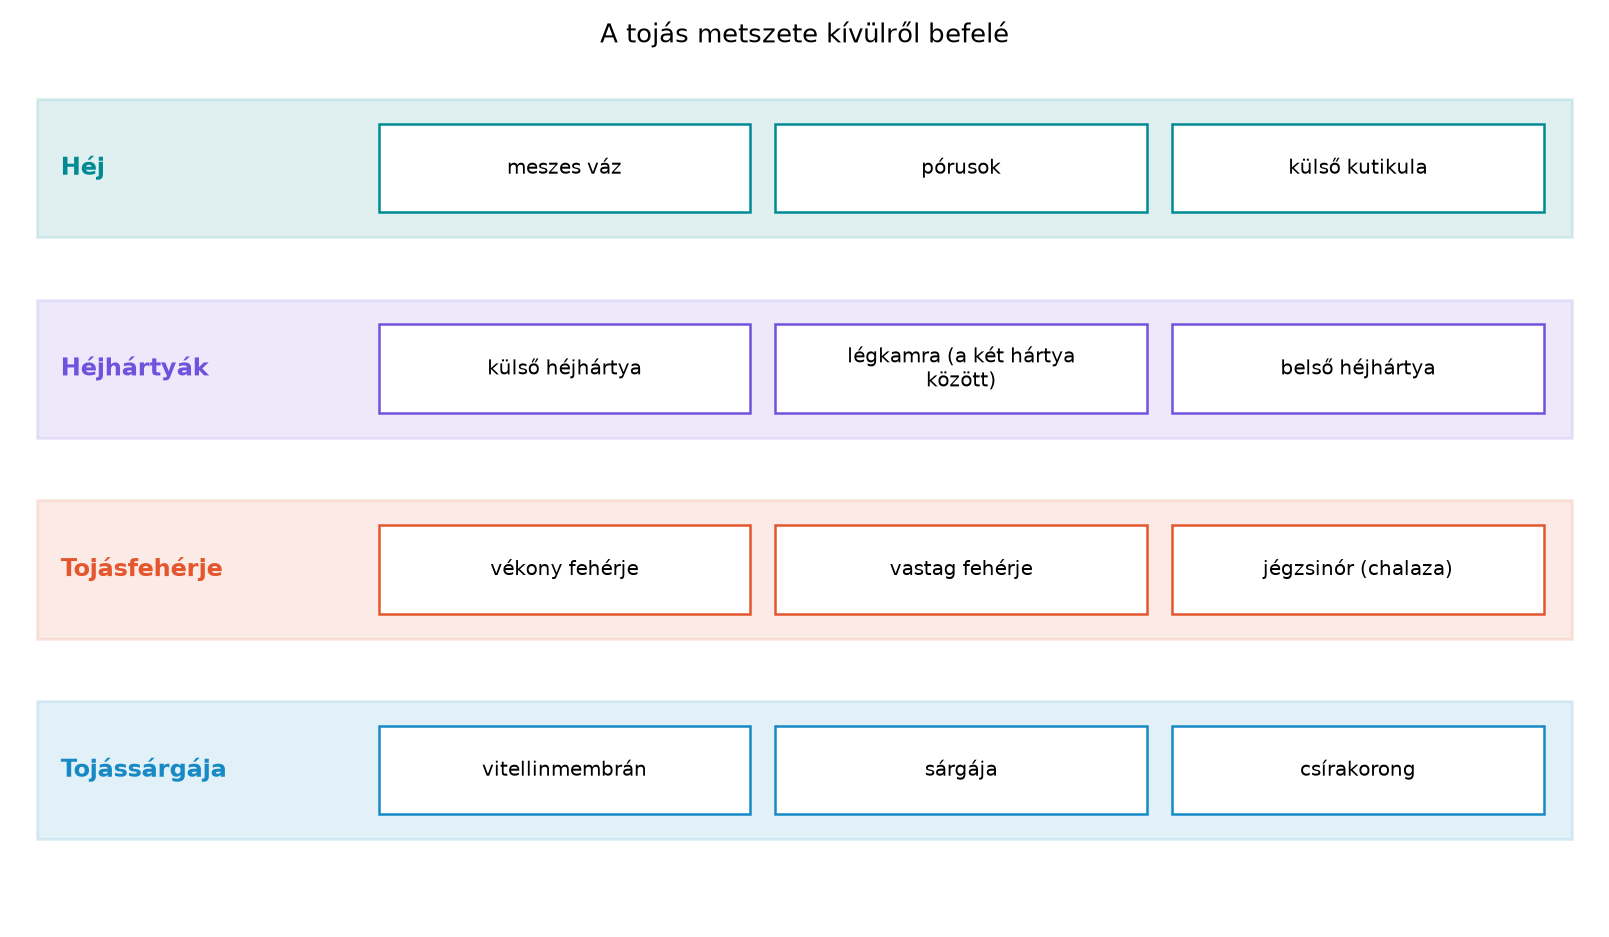 A tojás metszete kívülről befelé
Héj
meszes váz
pórusok
külső kutikula
Héjhártyák
külső héjhártya
légkamra (a két hártya
között)
belső héjhártya
Tojásfehérje
vékony fehérje
vastag fehérje
jégzsinór (chalaza)
Tojássárgája
vitellinmembrán
sárgája
csírakorong